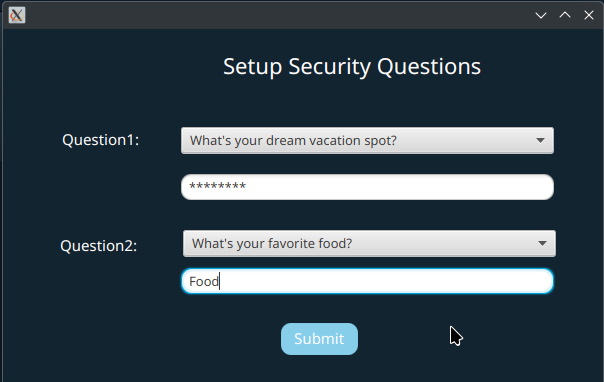 Setup Security Questions
Question1:
What's your dream vacation spot?
********
Question2:
What's your favorite food?
Food
Submit